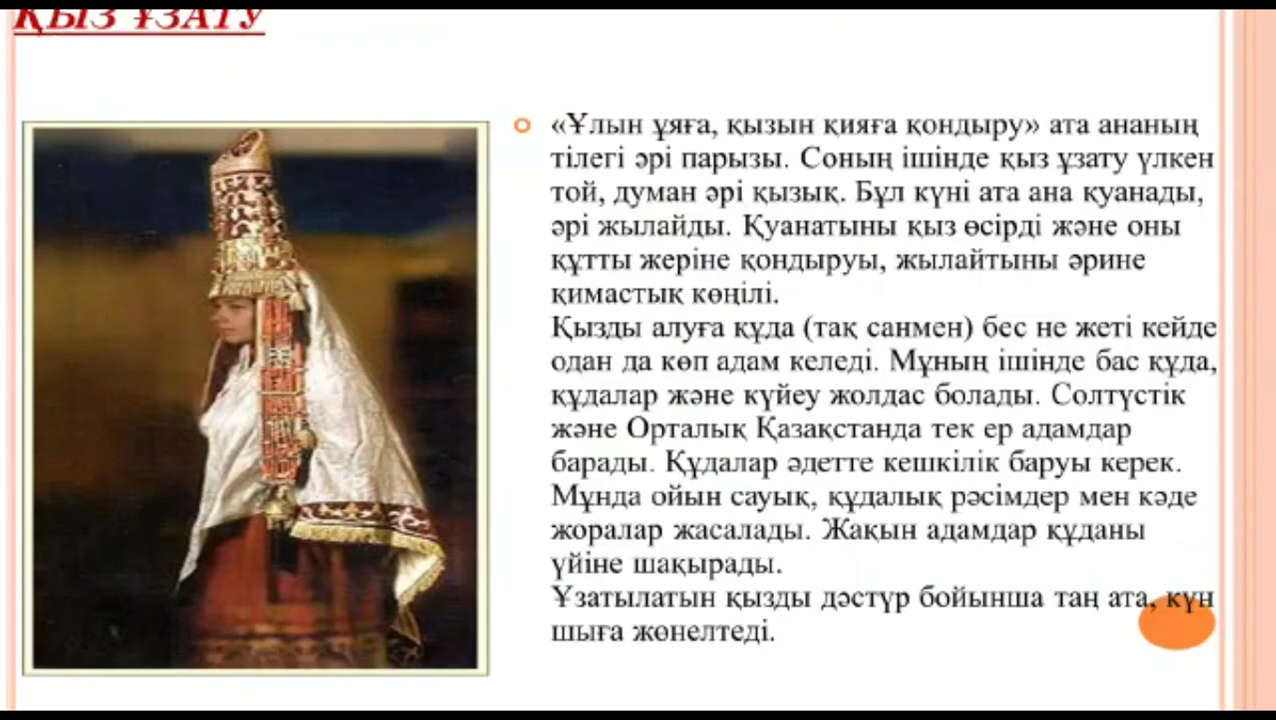 ҚЫЗ ҰЗАТУ
«Ұлын ұяға, қызын қияға қондыру» ата ананың
тілегі әрі парызы. Соның ішінде қыз ұзату үлкен
той, думан әрі қызық. Бұл күні ата ана қуанады,
әрі жылайды. Қуанатыны қыз өсірді және оны
құтты жеріне қондыруы, жылайтыны әрине
қимастық көңілі.
Қызды алуға құда (тақ санмен) бес не жеті кейде
одан да көп адам келеді. Мұның ішінде бас құда,
құдалар және күйеу жолдас болады. Солтүстік
және Орталық Қазақстанда тек ер адамдар
барады. Құдалар әдетте кешкілік баруы керек.
Мұнда ойын сауық, құдалық рәсімдер мен кәде
жоралар жасалады. Жақын адамдар құданы
үйіне шақырады.
Ұзатылатын қызды дәстүр бойынша таң ата, күн
шыға жөнелтеді.